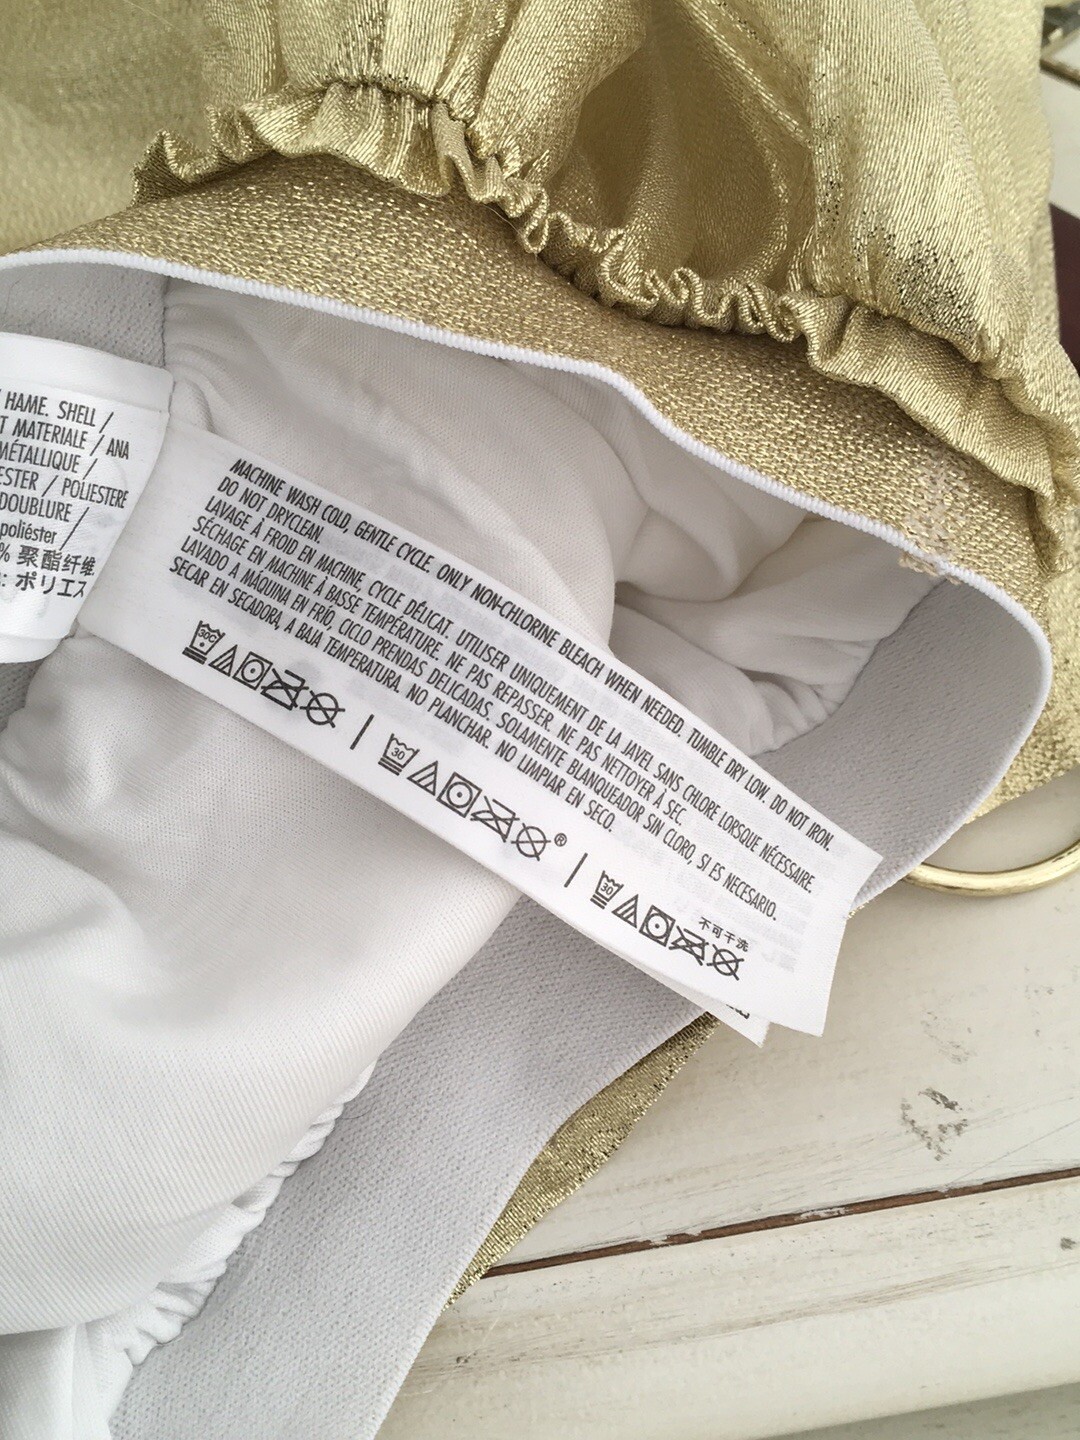 HAME. SHELL /
T MATERIALE / ANA
MÉTALLIQUE /
ESTER / POLIESTERE
DOUBLURE /
poliéster /
% 聚酯纤维
: ポリエス
MACHINE WASH COLD, GENTLE CYCLE. ONLY NON-CHLORINE BLEACH WHEN NEEDED. TUMBLE DRY LOW. DO NOT IRON.
DO NOT DRYCLEAN.
LAVAGE À FROID EN MACHINE, CYCLE DÉLICAT. UTILISER UNIQUEMENT DE LA JAVEL SANS CHLORE LORSQUE NÉCESSAIRE.
SÉCHAGE EN MACHINE À BASSE TEMPÉRATURE. NE PAS REPASSER. NE PAS NETTOYER À SEC.
LAVADO A MÁQUINA EN FRÍO, CICLO PRENDAS DELICADAS. SOLAMENTE BLANQUEADOR SIN CLORO, SI ES NECESARIO.
SECAR EN SECADORA, A BAJA TEMPERATURA. NO PLANCHAR. NO LIMPIAR EN SECO.
30C | 30 ® | 30
不可干洗